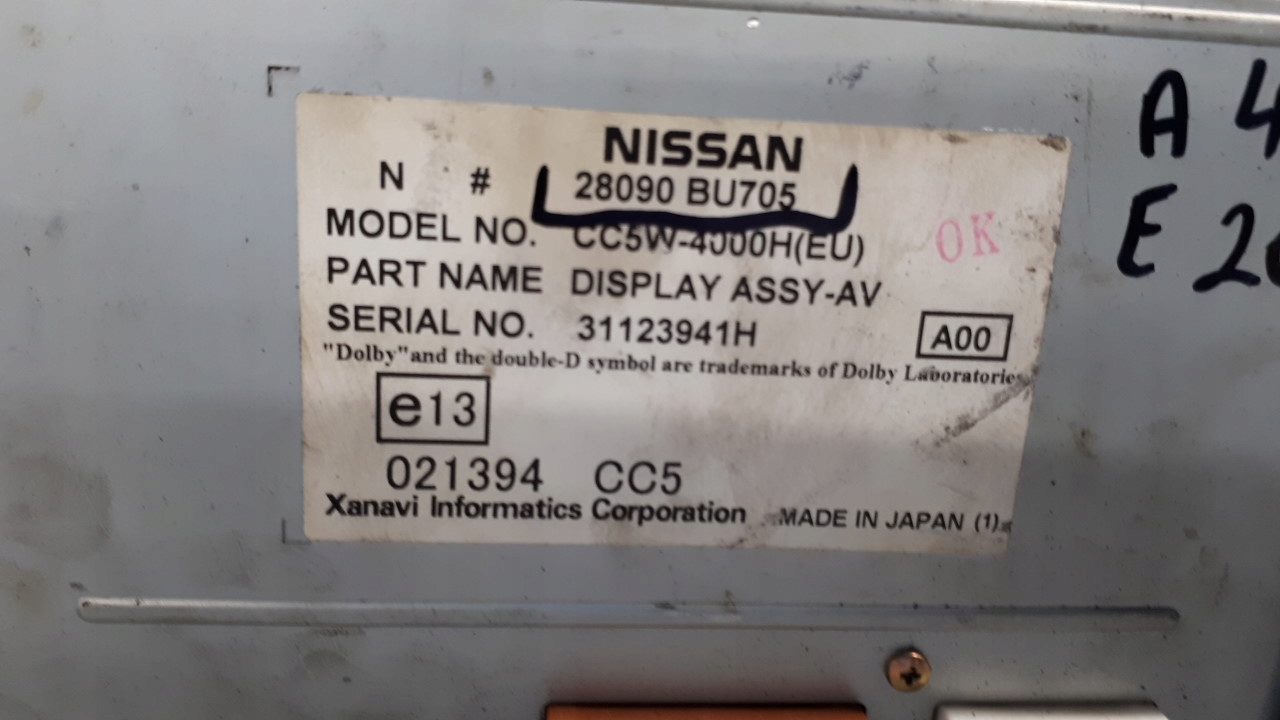 NISSAN
N # 28090 BU705
MODEL NO. CC5W-4000H(EU)
OK
PART NAME DISPLAY ASSY-AV
SERIAL NO. 31123941H
A00
"Dolby"and the double-D symbol are trademarks of Dolby Laboratories
e13
021394 CC5
Xanavi Informatics Corporation MADE IN JAPAN (1)
A 4
E 2